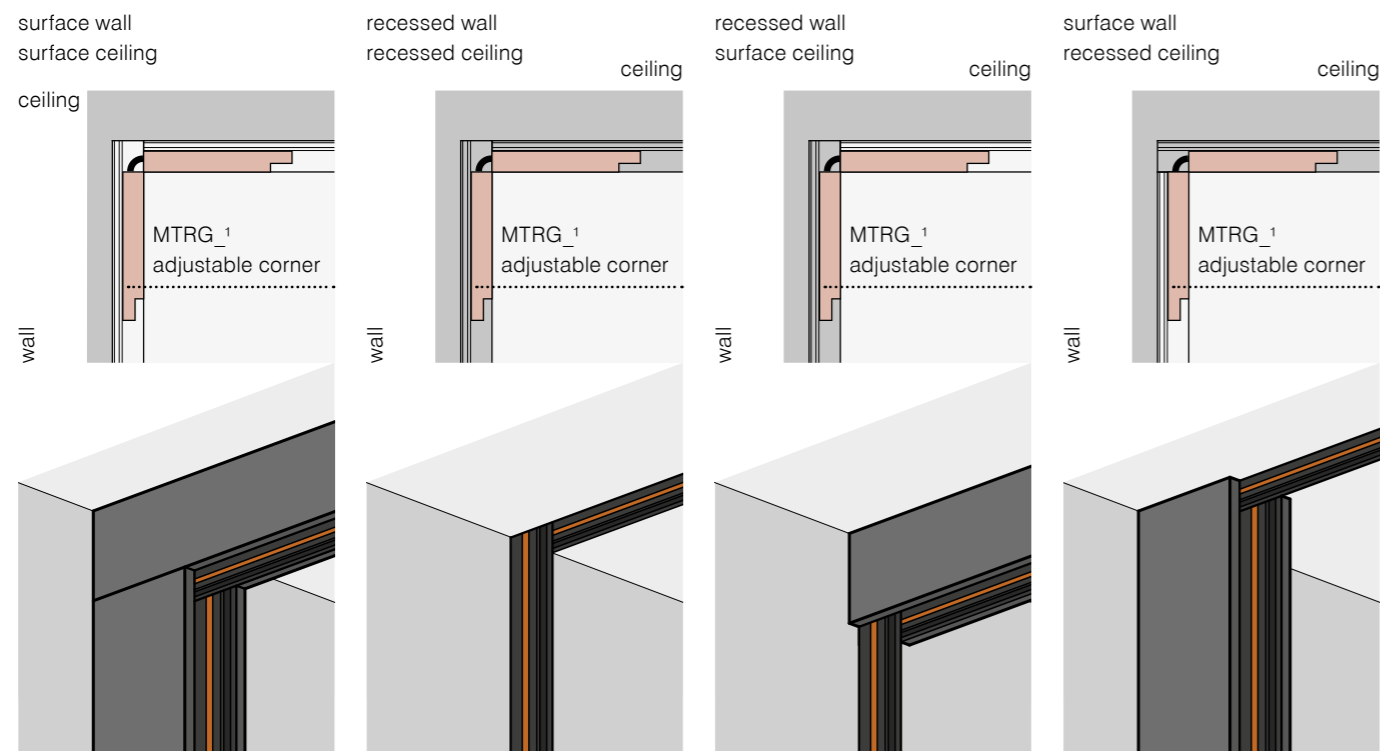 surface wall
surface ceiling
ceiling
MTRG_¹
adjustable corner
wall
recessed wall
recessed ceiling
ceiling
MTRG_¹
adjustable corner
wall
recessed wall
surface ceiling
ceiling
MTRG_¹
adjustable corner
wall
surface wall
recessed ceiling
ceiling
MTRG_¹
adjustable corner
wall